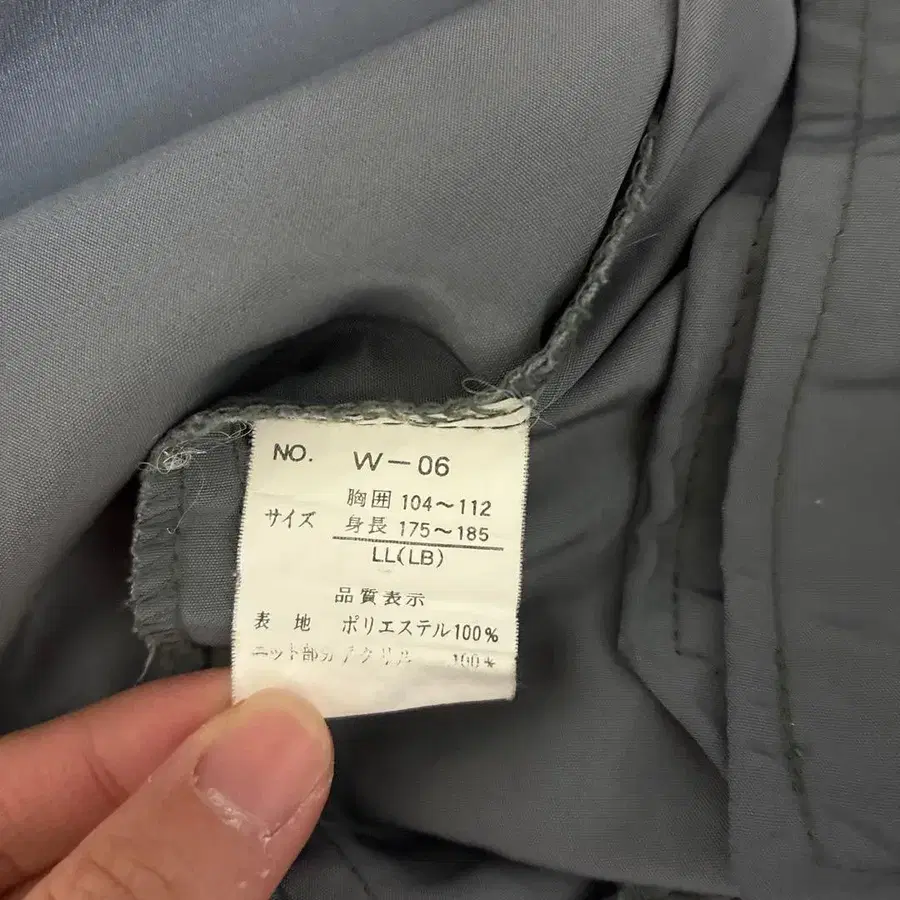 NO. W-06
胸囲 104～112
サイズ 身長 175～185
LL(LB)
品質表示
表 地 ポリエステル100%
ニット部分アクリル 100%